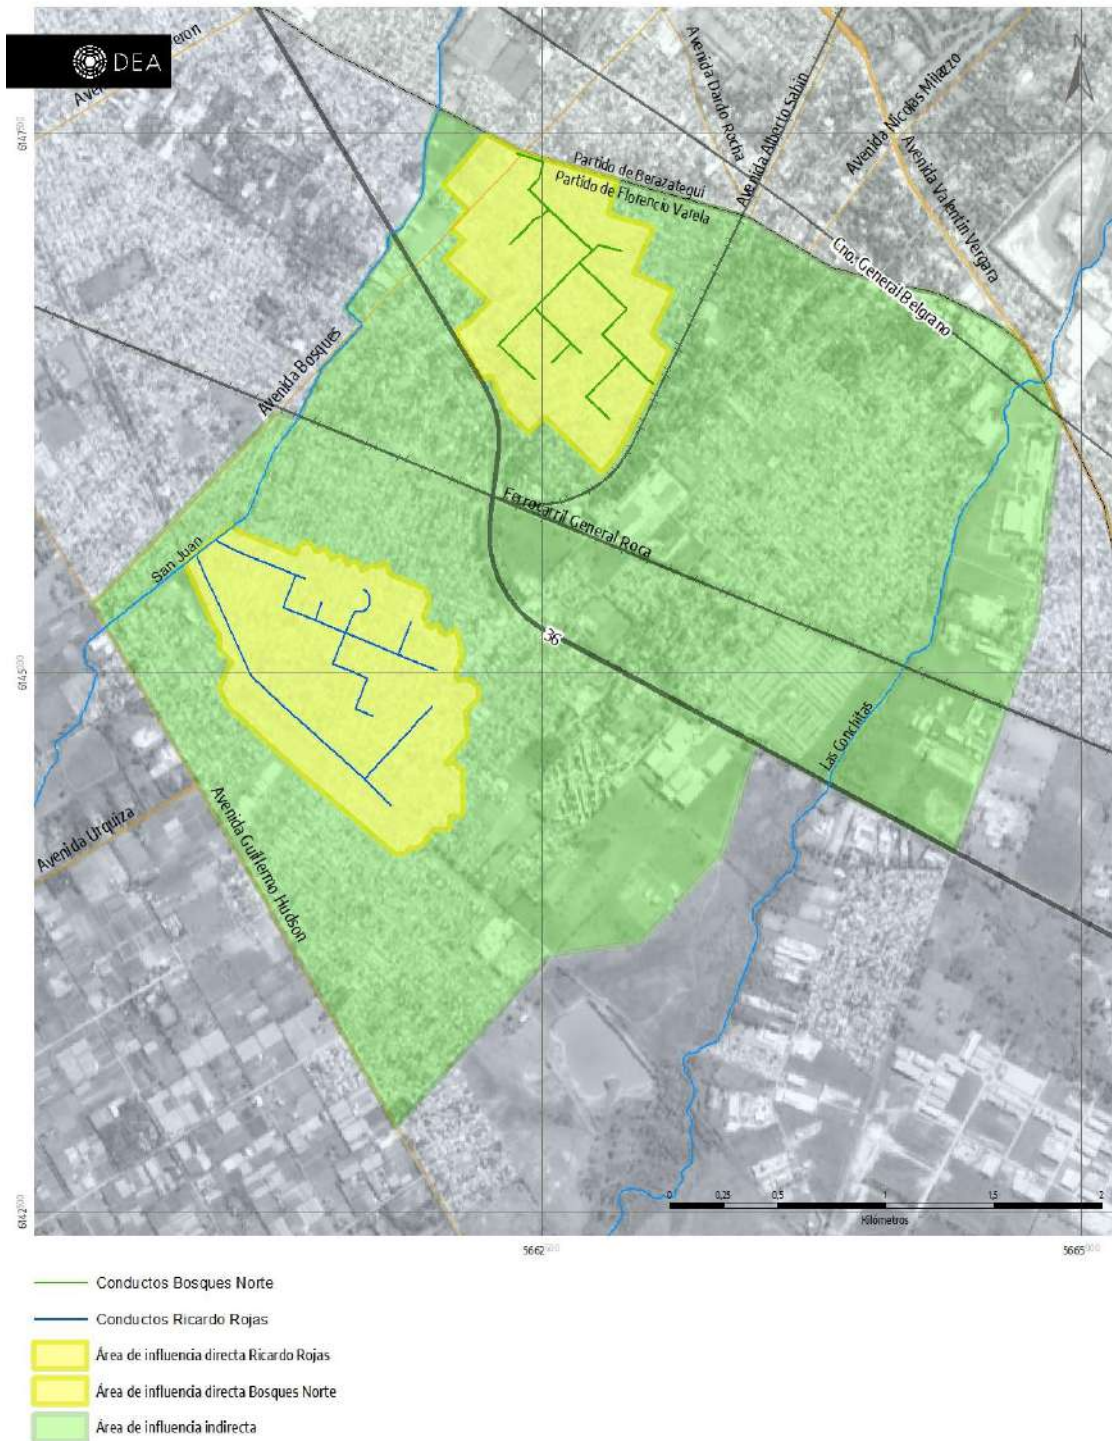 DEA
Avenida Dardo Rocha
Avenida Alberto Sabin
Avenida Nicolas Milazzo
Avenida Valentín Vergara
Partido de Berazategui
Partido de Florencio Varela
Cno. General Belgrano
Avenida Bosques
Ferrocarril General Roca
San Juan
36
Las Conchitas
Avenida Urquiza
Avenida Guillermo Hudson
N
0 0,25 0,5 1 1,5 2
Kilómetros
Conductos Bosques Norte
Conductos Ricardo Rojas
Área de influencia directa Ricardo Rojas
Área de influencia directa Bosques Norte
Área de influencia indirecta